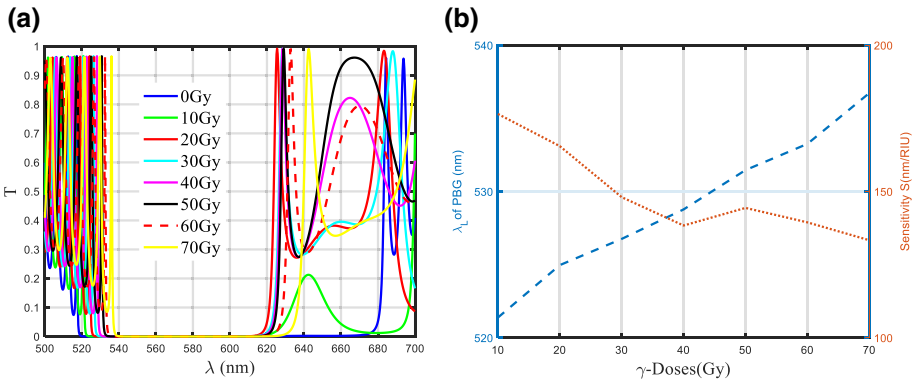 (a)
(b)
1
0.9
0.8
0.7
0.6
0.5
0.4
0.3
0.2
0.1
0
T
0Gy
10Gy
20Gy
30Gy
40Gy
50Gy
60Gy
70Gy
500 520 540 560 580 600 620 640 660 680 700
λ (nm)
540
530
520
λL of PBG (nm)
200
150
100
Sensitivity S(nm/RIU)
10 20 30 40 50 60 70
γ-Doses(Gy)